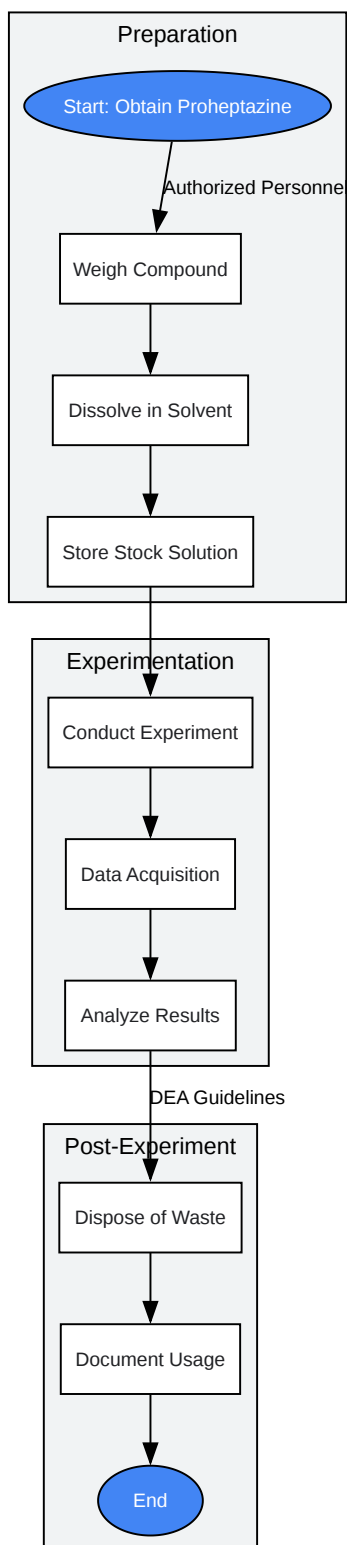 Preparation
Start: Obtain Proheptazine
Authorized Personnel
Weigh Compound
Dissolve in Solvent
Store Stock Solution
Experimentation
Conduct Experiment
Data Acquisition
Analyze Results
DEA Guidelines
Post-Experiment
Dispose of Waste
Document Usage
End